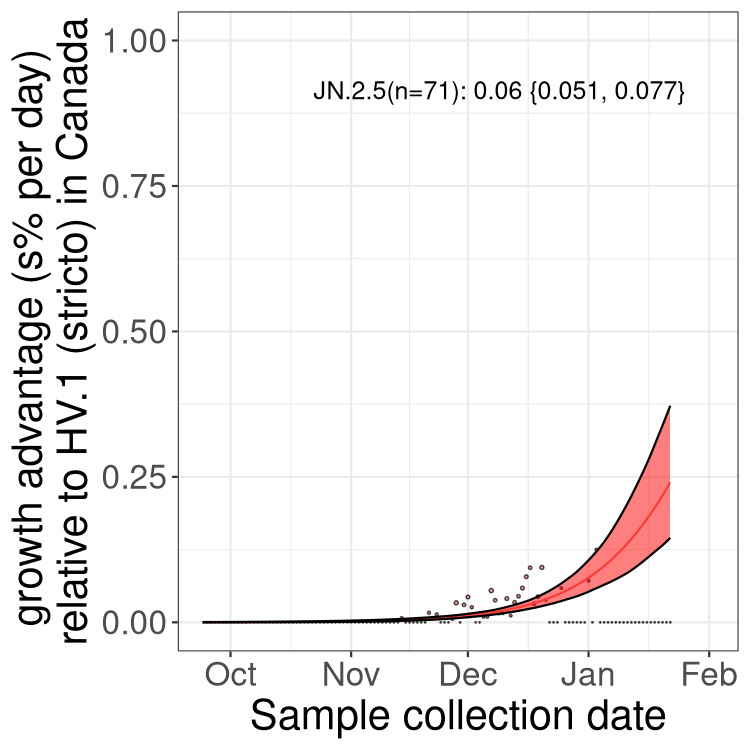 growth advantage (s% per day)
relative to HV.1 (stricto) in Canada
1.00
0.75
0.50
0.25
0.00
JN.2.5(n=71): 0.06 {0.051, 0.077}
Oct Nov Dec Jan Feb
Sample collection date